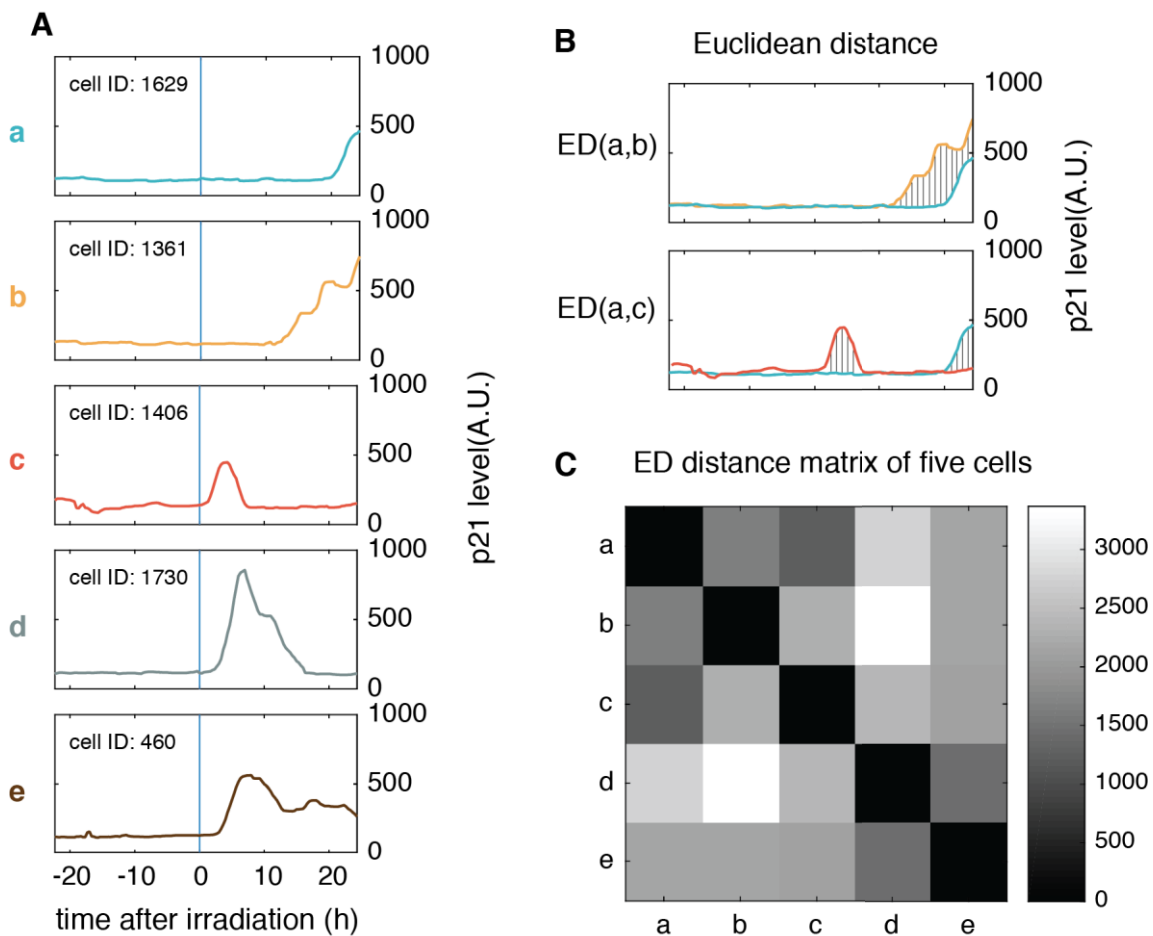 A
cell ID: 1629
a
1000
500
0
cell ID: 1361
b
1000
500
0
cell ID: 1406
c
1000
500
0
cell ID: 1730
d
1000
500
0
cell ID: 460
e
1000
500
0
-20 -10 0 10 20
time after irradiation (h)
p21 level(A.U.)
B
Euclidean distance
ED(a,b)
1000
500
0
ED(a,c)
1000
500
0
p21 level(A.U.)
C
ED distance matrix of five cells
a
b
c
d
e
a b c d e
3000
2500
2000
1500
1000
500
0